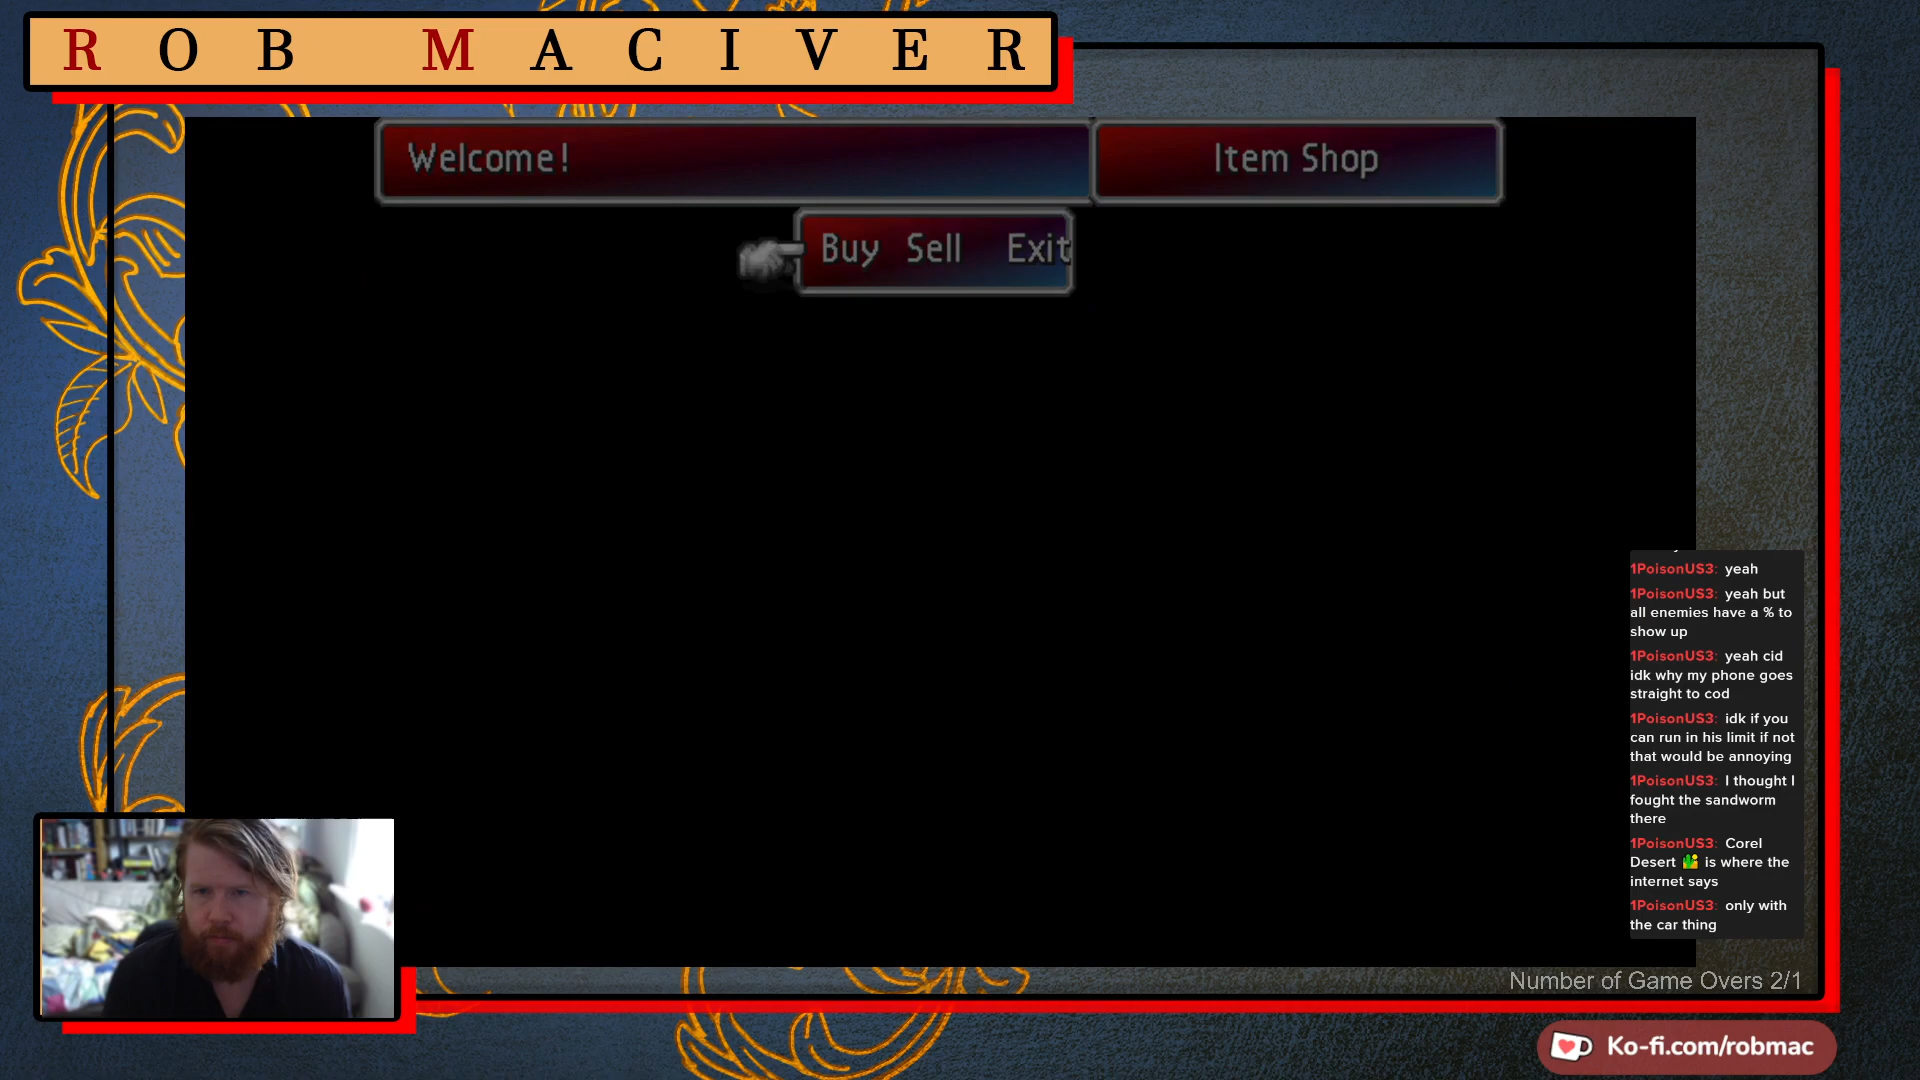 ROB MACIVER
Welcome!
Item Shop
Buy Sell Exit
1PoisonUS3: yeah
1PoisonUS3: yeah but
all enemies have a % to
show up
1PoisonUS3: yeah cid
idk why my phone goes
straight to cod
1PoisonUS3: idk if you
can run in his limit if not
that would be annoying
1PoisonUS3: I thought I
fought the sandworm
there
1PoisonUS3: Corel
Desert is where the
internet says
1PoisonUS3: only with
the car thing
Number of Game Overs 2/1
Ko-fi.com/robmac